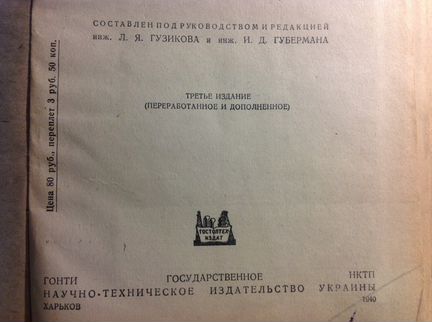 СОСТАВЛЕН ПОД РУКОВОДСТВОМ И РЕДАКЦИЕЙ
инж. Л. Я. ГУЗИКОВА и инж. И. Д. ГУБЕРМАНА
ТРЕТЬЕ ИЗДАНИЕ
(ПЕРЕРАБОТАННОЕ И ДОПОЛНЕННОЕ)
Цена 80 руб., переплет 3 руб. 50 коп.
ГОСТОПТЕХ
ИЗДАТ
ГОНТИ ГОСУДАРСТВЕННОЕ НКТП
НАУЧНО-ТЕХНИЧЕСКОЕ ИЗДАТЕЛЬСТВО УКРАИНЫ
ХАРЬКОВ 1940